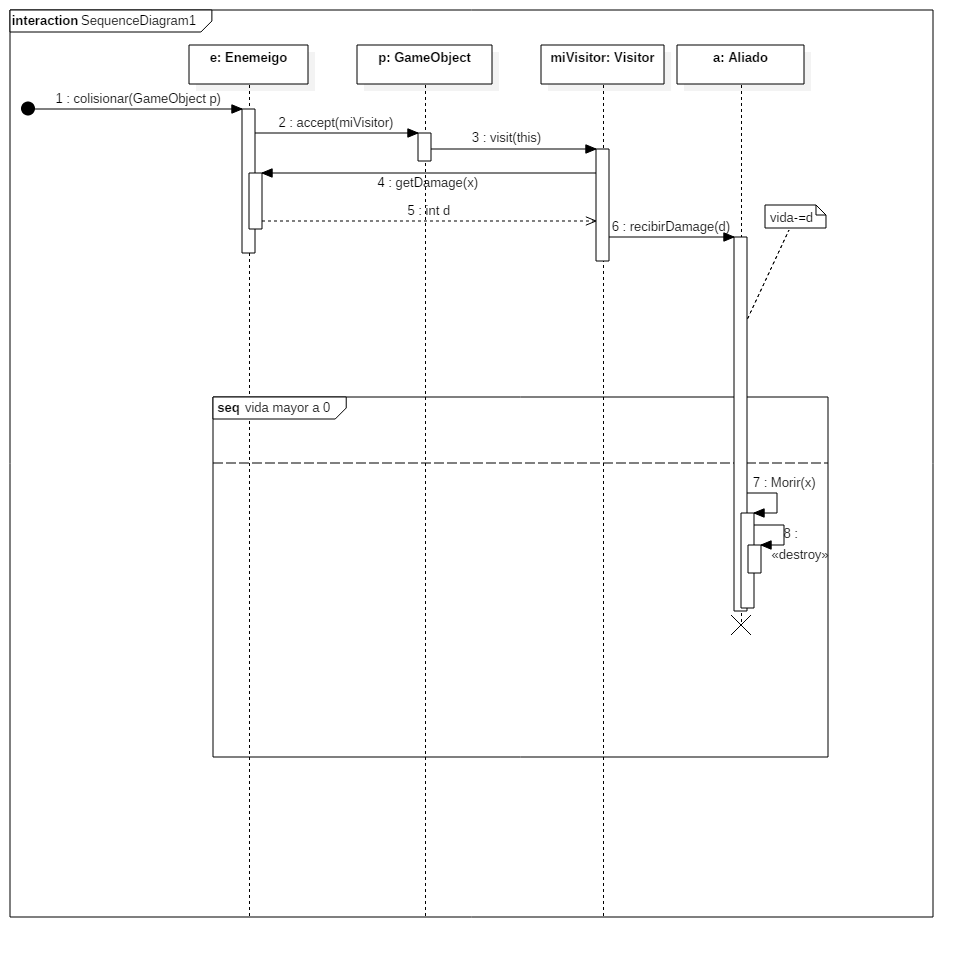 interaction SequenceDiagram1
e: Enemeigo
p: GameObject
miVisitor: Visitor
a: Aliado
1 : colisionar(GameObject p)
2 : accept(miVisitor)
3 : visit(this)
4 : getDamage(x)
5 : int d
6 : recibirDamage(d)
vida-=d
seq vida mayor a 0
7 : Morir(x)
8 :
«destroy»